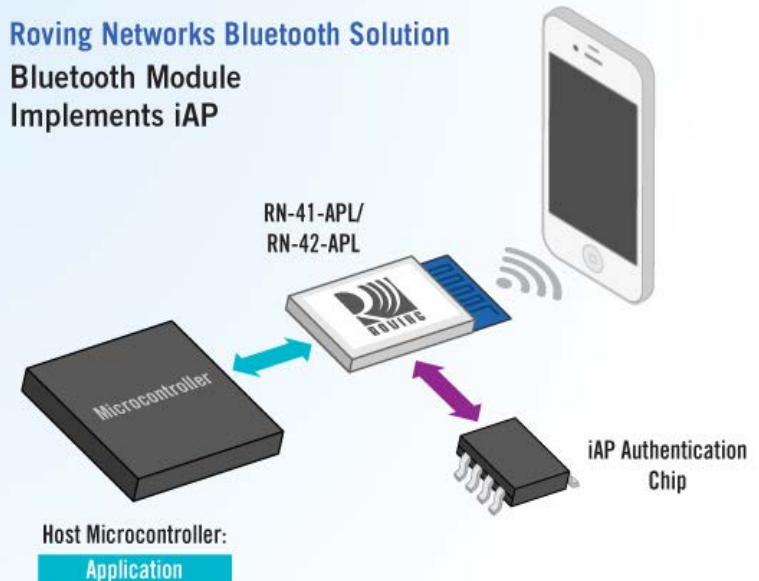 Roving Networks Bluetooth Solution
Bluetooth Module
Implements iAP
RN-41-APL/
RN-42-APL
ROVING
Microcontroller
iAP Authentication
Chip
Host Microcontroller:
Application